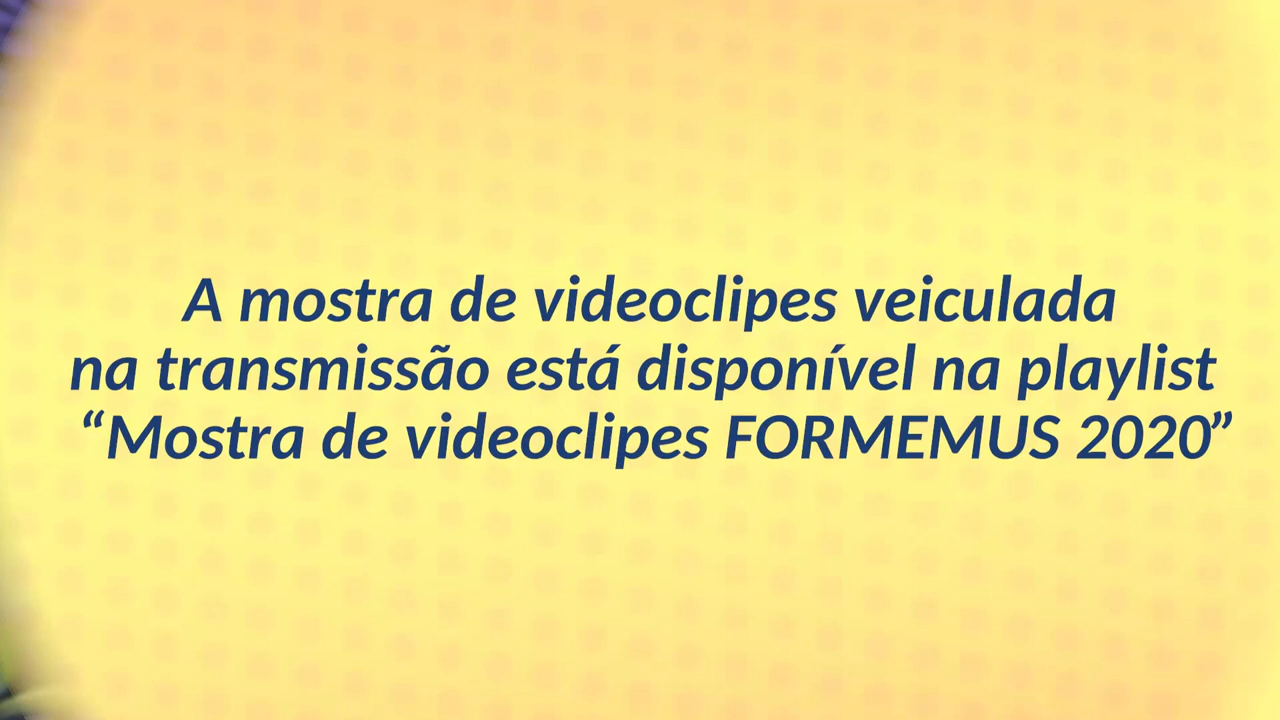 A mostra de videoclipes veiculada
na transmissão está disponível na playlist
“Mostra de videoclipes FORMEMUS 2020”